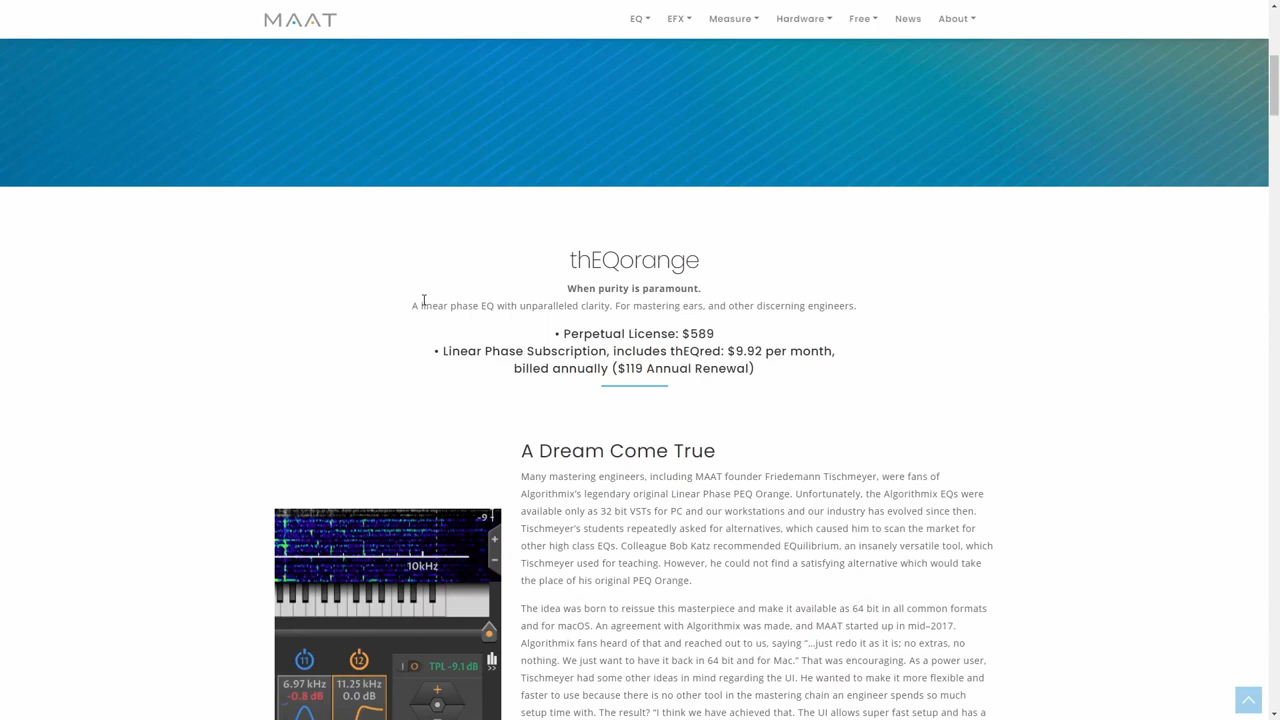 MAAT
EQ EFX Measure Hardware Free News About
thEQorange
When purity is paramount.
A linear phase EQ with unparalleled clarity. For mastering ears, and other discerning engineers.
• Perpetual License: $589
• Linear Phase Subscription, includes thEQred: $9.92 per month,
billed annually ($119 Annual Renewal)
A Dream Come True
Many mastering engineers, including MAAT founder Friedemann Tischmeyer, were fans of
Algorithmix's legendary original Linear Phase PEQ Orange. Unfortunately, the Algorithmix EQs were
available only as 32 bit VSTs for PC and our workstations and our industry has evolved since then.
Tischmeyer's students repeatedly asked for alternatives, which caused him to scan the market for
other high class EQs. Colleague Bob Katz recommended EQuilibrium, an insanely versatile tool, which
Tischmeyer used for teaching. However, he could not find a satisfying alternative which would take
the place of his original PEQ Orange.
The idea was born to reissue this masterpiece and make it available as 64 bit in all common formats
and for macOS. An agreement with Algorithmix was made, and MAAT started up in mid–2017.
Algorithmix fans heard of that and reached out to us, saying “...just redo it as it is; no extras, no
nothing. We just want to have it back in 64 bit and for Mac.” That was encouraging. As a power user,
Tischmeyer had some other ideas in mind regarding the UI. He wanted to make it more flexible and
faster to use because there is no other tool in the mastering chain an engineer spends so much
setup time with. The result? “I think we have achieved that. The UI allows super fast setup and has a
-9
10kHz
11 12
I O TPL -9.1 dB
6.97 kHz 11.25 kHz
-0.8 dB 0.0 dB